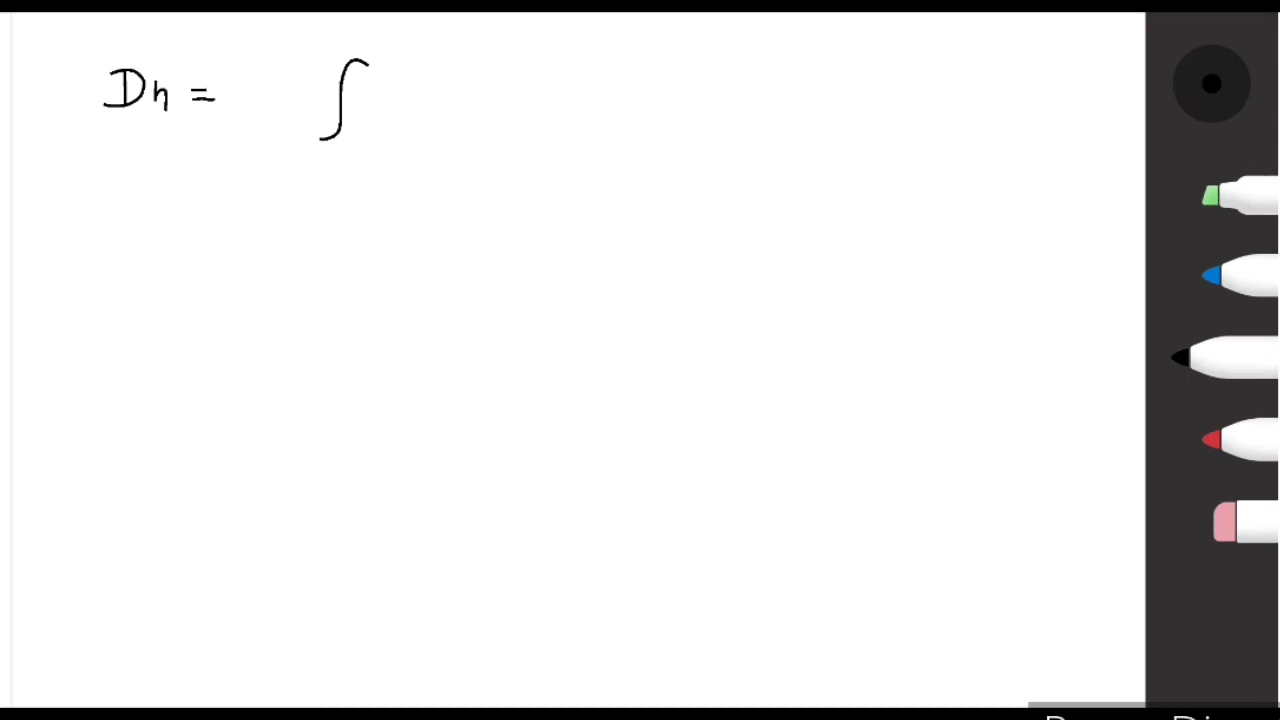 Dn = ∫